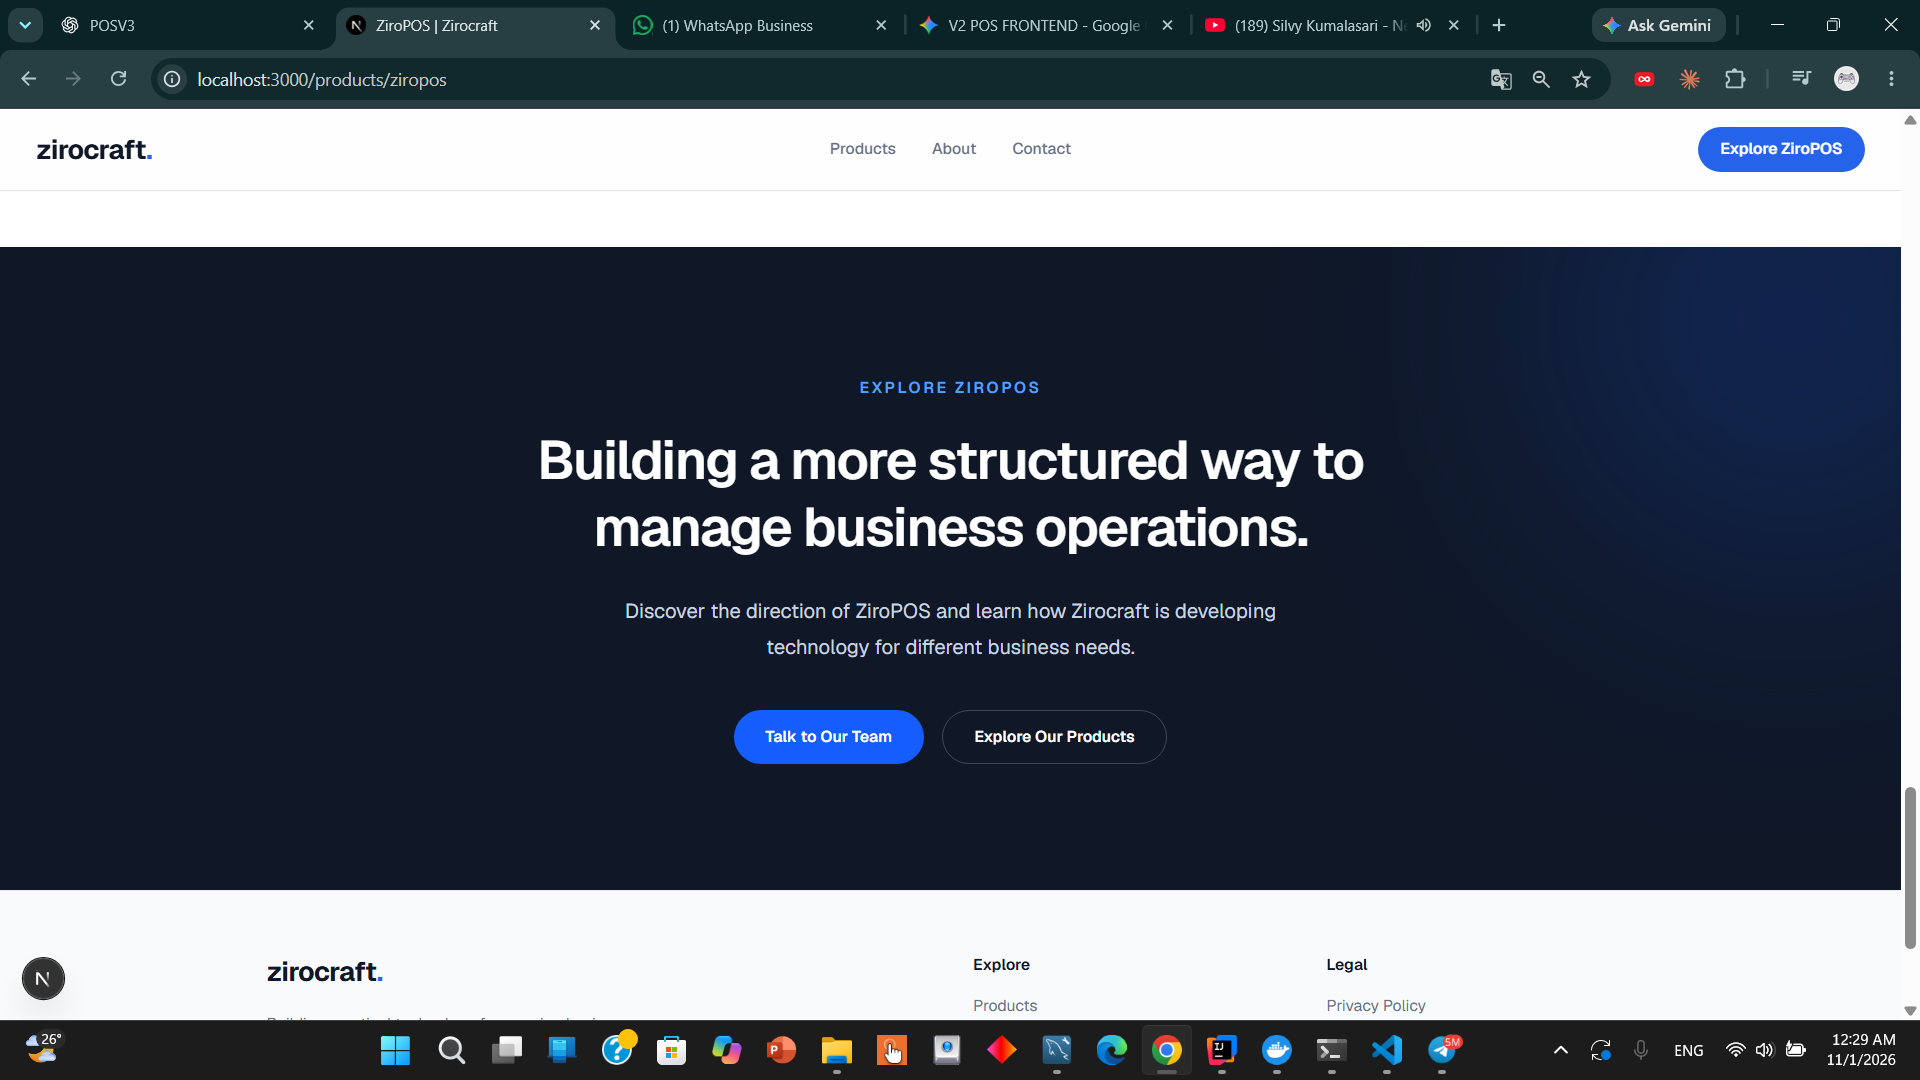 POSV3
ZiroPOS | Zirocraft
(1) WhatsApp Business
V2 POS FRONTEND - Google
(189) Silvy Kumalasari - N
Ask Gemini
localhost:3000/products/ziropos
zirocraft.
Products
About
Contact
Explore ZiroPOS
EXPLORE ZIROPOS
Building a more structured way to
manage business operations.
Discover the direction of ZiroPOS and learn how Zirocraft is developing
technology for different business needs.
Talk to Our Team
Explore Our Products
zirocraft.
Explore
Legal
Products
Privacy Policy
N
26°
5M
ENG
12:29 AM
11/1/2026